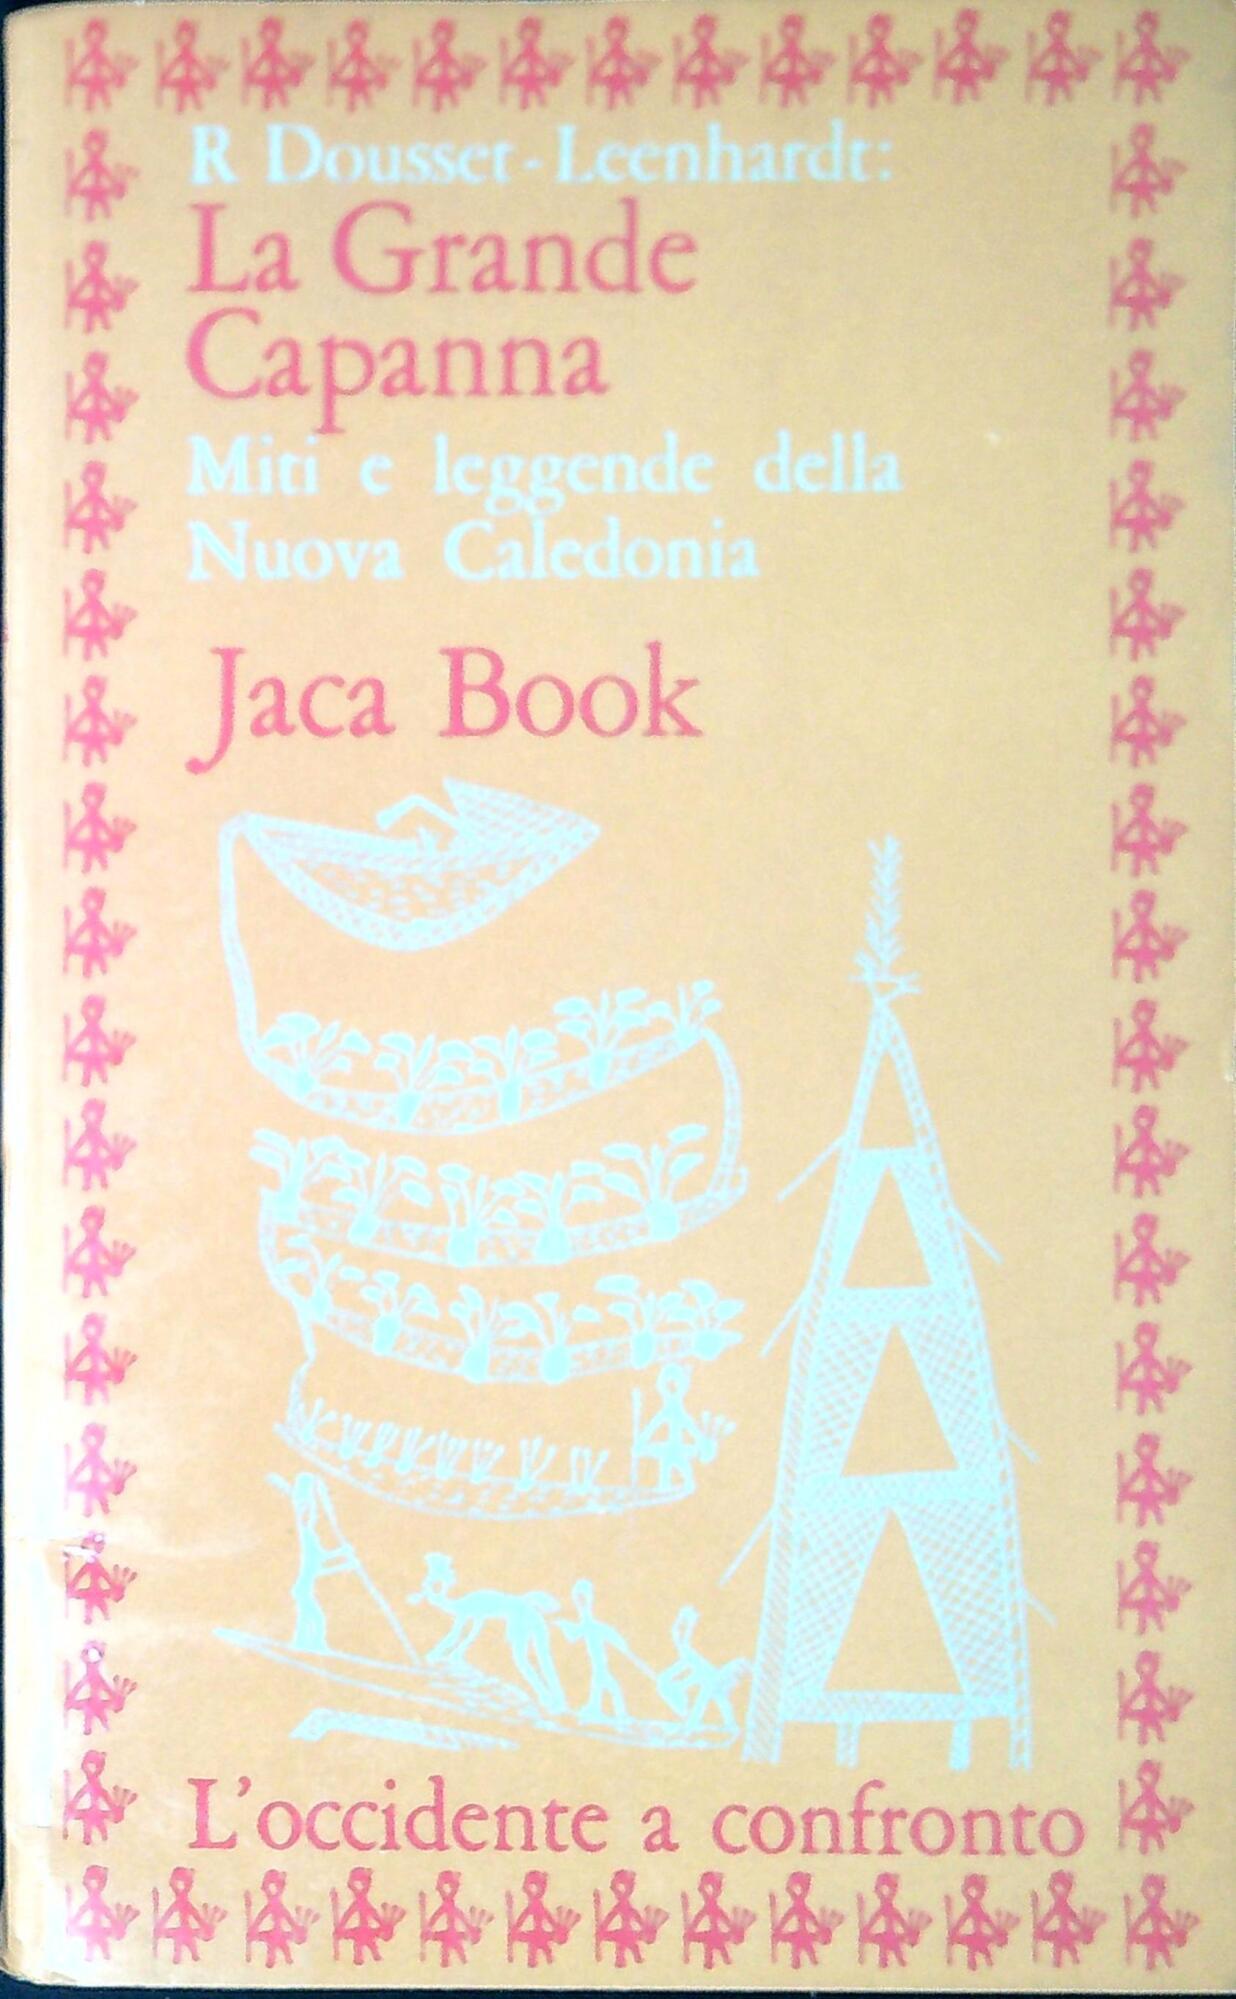 R Dousset-Leenhardt:
La Grande
Capanna
Miti e leggende della
Nuova Caledonia
Jaca Book
L'occidente a confronto